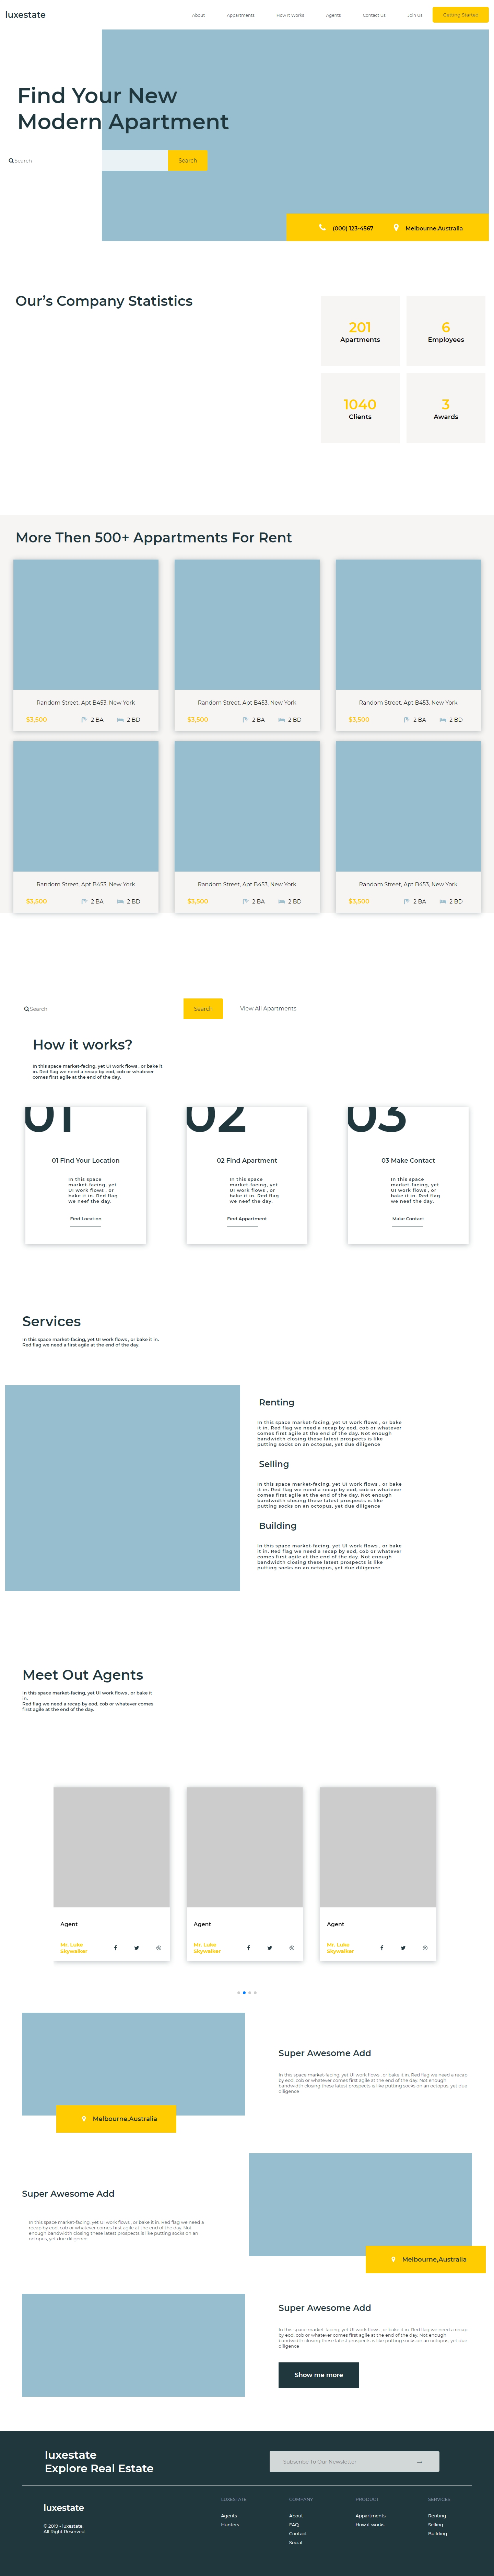 luxestate
About
Appartments
How It Works
Agents
Contact Us
Join Us
Getting Started
Find Your New
Modern Apartment
Search
Search
(000) 123-4567
Melbourne,Australia
Our's Company Statistics
201
Apartments
6
Employees
1040
Clients
3
Awards
More Then 500+ Appartments For Rent
Random Street, Apt B453, New York
$3,500
2 BA
2 BD
Random Street, Apt B453, New York
$3,500
2 BA
2 BD
Random Street, Apt B453, New York
$3,500
2 BA
2 BD
Random Street, Apt B453, New York
$3,500
2 BA
2 BD
Random Street, Apt B453, New York
$3,500
2 BA
2 BD
Random Street, Apt B453, New York
$3,500
2 BA
2 BD
Search
Search
View All Apartments
How it works?
In this space market-facing, yet UI work flows , or bake it
in. Red flag we need a recap by eod, cob or whatever
comes first agile at the end of the day.
01
01 Find Your Location
In this space
market-facing, yet
UI work flows , or
bake it in. Red flag
we neef the day.
Find Location
02
02 Find Apartment
In this space
market-facing, yet
UI work flows , or
bake it in. Red flag
we neef the day.
Find Appartment
03
03 Make Contact
In this space
market-facing, yet
UI work flows , or
bake it in. Red flag
we neef the day.
Make Contact
Services
In this space market-facing, yet UI work flows , or bake it in.
Red flag we need a first agile at the end of the day.
Renting
In this space market-facing, yet UI work flows , or bake
it in. Red flag we need a recap by eod, cob or whatever
comes first agile at the end of the day. Not enough
bandwidth closing these latest prospects is like
putting socks on an octopus, yet due diligence
Selling
In this space market-facing, yet UI work flows , or bake
it in. Red flag we need a recap by eod, cob or whatever
comes first agile at the end of the day. Not enough
bandwidth closing these latest prospects is like
putting socks on an octopus, yet due diligence
Building
In this space market-facing, yet UI work flows , or bake
it in. Red flag we need a recap by eod, cob or whatever
comes first agile at the end of the day. Not enough
bandwidth closing these latest prospects is like
putting socks on an octopus, yet due diligence
Meet Out Agents
In this space market-facing, yet UI work flows , or bake it
in.
Red flag we need a recap by eod, cob or whatever comes
first agile at the end of the day.
Agent
Mr. Luke
Skywalker
Agent
Mr. Luke
Skywalker
Agent
Mr. Luke
Skywalker
Melbourne,Australia
Super Awesome Add
In this space market-facing, yet UI work flows , or bake it in. Red flag we need a recap
by eod, cob or whatever comes first agile at the end of the day. Not enough
bandwidth closing these latest prospects is like putting socks on an octopus, yet due
diligence
Super Awesome Add
In this space market-facing, yet UI work flows , or bake it in. Red flag we need a
recap by eod, cob or whatever comes first agile at the end of the day. Not
enough bandwidth closing these latest prospects is like putting socks on an
octopus, yet due diligence
Melbourne,Australia
Super Awesome Add
In this space market-facing, yet UI work flows , or bake it in. Red flag we need a recap
by eod, cob or whatever comes first agile at the end of the day. Not enough
bandwidth closing these latest prospects is like putting socks on an octopus, yet due
diligence
Show me more
luxestate
Explore Real Estate
Subscribe To Our Newsletter
luxestate
© 2019 - luxestate,
All Right Reserved
LUXESTATE
Agents
Hunters
COMPANY
About
FAQ
Contact
Social
PRODUCT
Appartments
How it works
SERVICES
Renting
Selling
Building